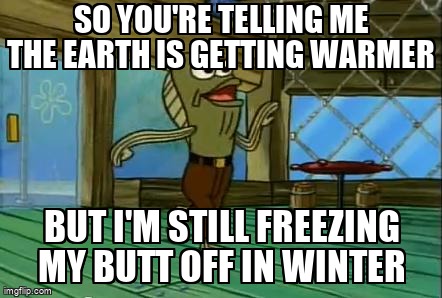 SO YOU'RE TELLING ME
THE EARTH IS GETTING WARMER
BUT I'M STILL FREEZING
MY BUTT OFF IN WINTER
imgflip.com